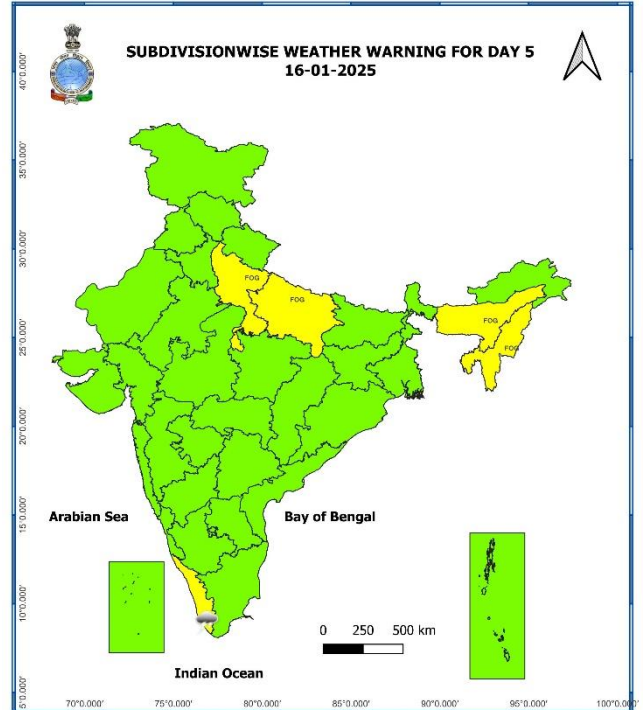 SUBDIVISIONWISE WEATHER WARNING FOR DAY 5
16-01-2025
40°0.000'
35°0.000'
30°0.000'
25°0.000'
20°0.000'
15°0.000'
10°0.000'
5°0.000'
FOG
FOG
FOG
FOG
Arabian Sea
Bay of Bengal
0 250 500 km
Indian Ocean
70°0.000' 75°0.000' 80°0.000' 85°0.000' 90°0.000' 95°0.000' 100°0.000'